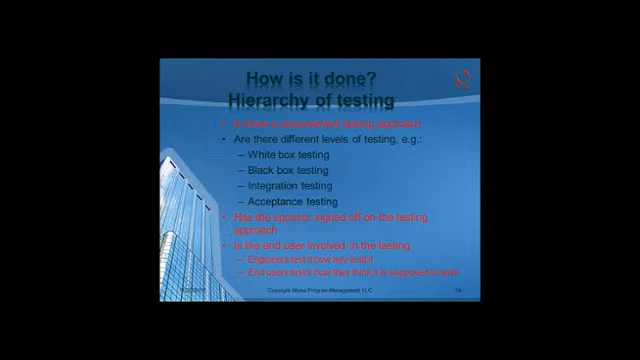 How is it done?
Hierarchy of testing
• Is there a documented testing approach
• Are there different levels of testing, e.g.:
– White box testing
– Black box testing
– Integration testing
– Acceptance testing
• Has the sponsor signed off on the testing
approach
• Is the end user involved in the testing
– Engineers test it how they built it
– End users test it how they think it is supposed to work
Copyright Program Management LLC